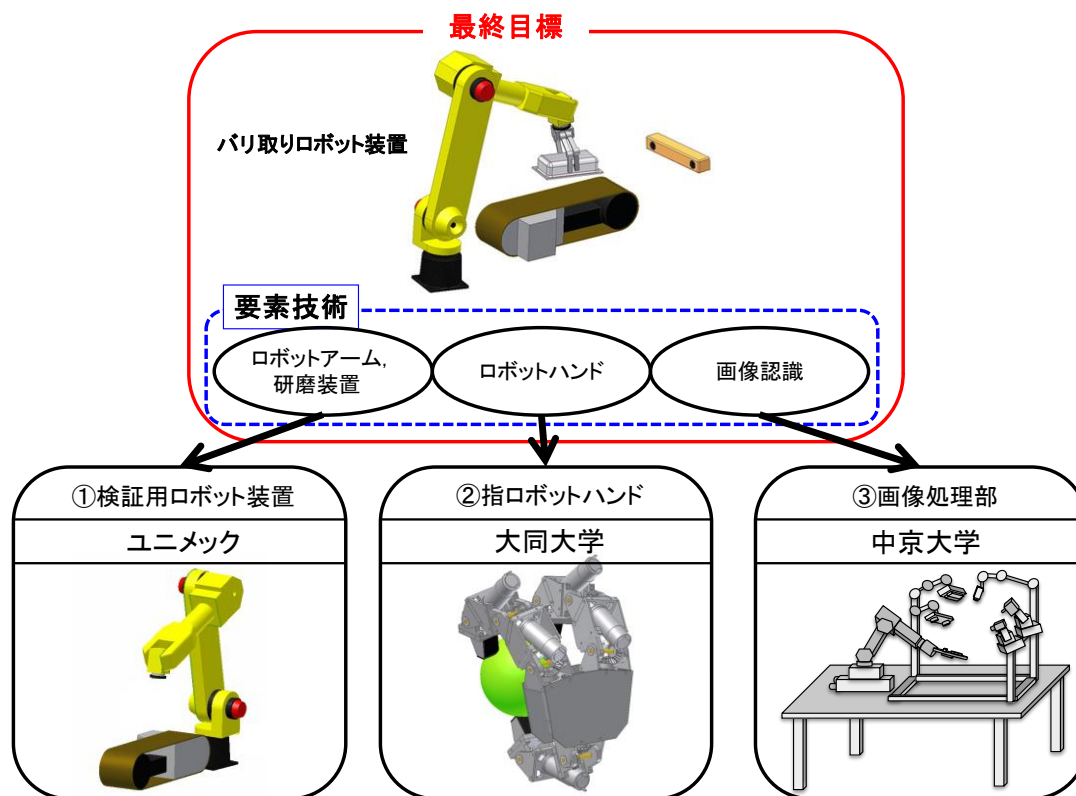 最終目標
バリ取りロボット装置
要素技術
ロボットアーム,
研磨装置
ロボットハンド
画像認識
①検証用ロボット装置
ユニメック
②指ロボットハンド
大同大学
③画像処理部
中京大学